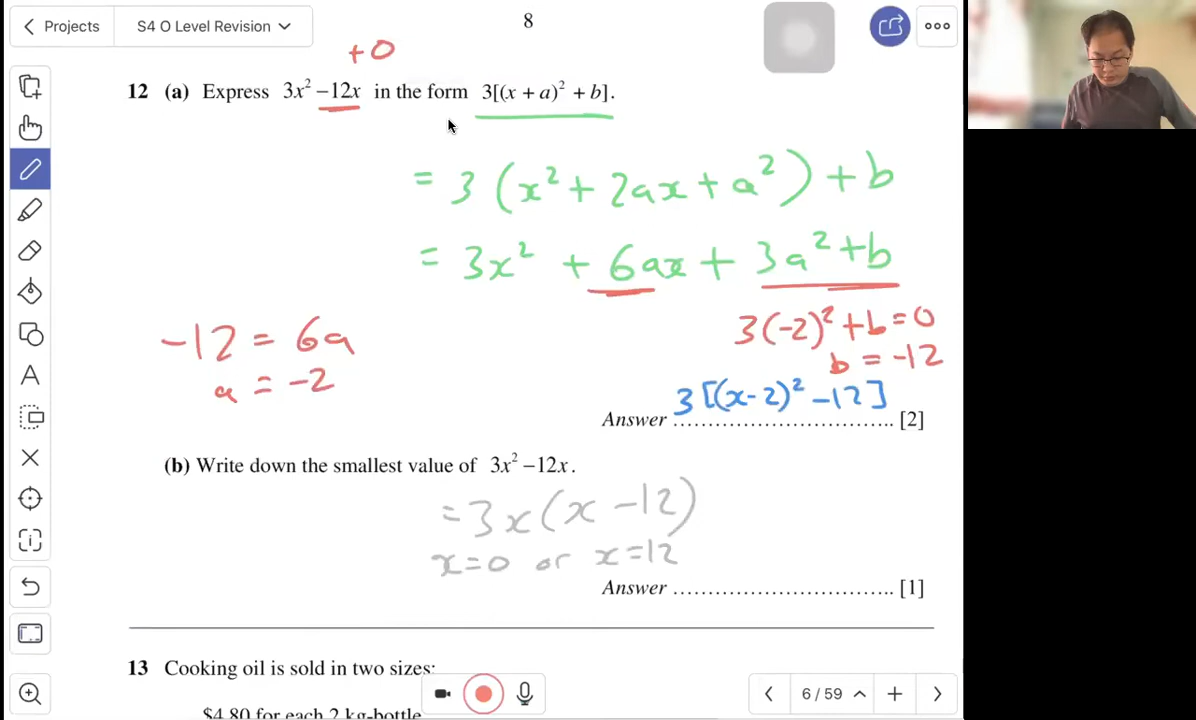 Projects
S4 O Level Revision
8
+0
12 (a) Express 3x² −12x in the form 3[(x + a)² + b].
= 3 (x² + 2ax + a²) + b
= 3x² + 6ax + 3a² + b
3(-2)² + b = 0
-12 = 6a
b = -12
a = -2
3[(x-2)² -12]
Answer .............................. [2]
(b) Write down the smallest value of 3x² −12x.
= 3x(x - 12)
x=0 or x=12
Answer .............................. [1]
13 Cooking oil is sold in two sizes:
$4.80 for each 2 kg-bottle
6 / 59